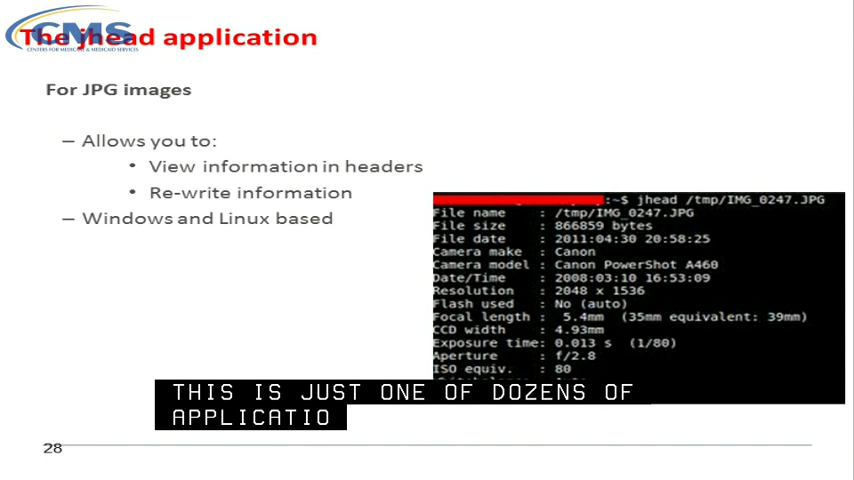 The jhead application
CMS
CENTERS FOR MEDICARE & MEDICAID SERVICES
For JPG images
– Allows you to:
• View information in headers
• Re-write information
– Windows and Linux based
:~$ jhead /tmp/IMG_0247.JPG
File name : /tmp/IMG_0247.JPG
File size : 866859 bytes
File date : 2011:04:30 20:58:25
Camera make : Canon
Camera model : Canon PowerShot A460
Date/Time : 2008:03:10 16:53:09
Resolution : 2048 x 1536
Flash used : No (auto)
Focal length : 5.4mm (35mm equivalent: 39mm)
CCD width : 4.93mm
Exposure time: 0.013 s (1/80)
Aperture : f/2.8
ISO equiv. : 80
THIS IS JUST ONE OF DOZENS OF
APPLICATIO
28